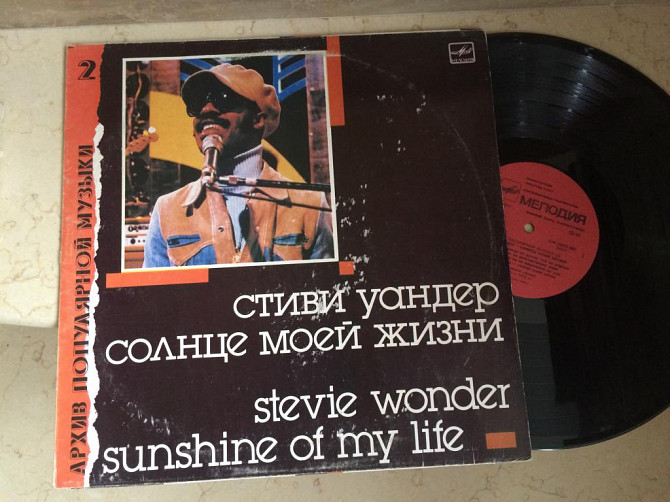 2
АРХИВ ПОПУЛЯРНОЙ МУЗЫКИ
стиви уандер
солнце моей жизни
stevie wonder
sunshine of my life
МЕЛОДИЯ